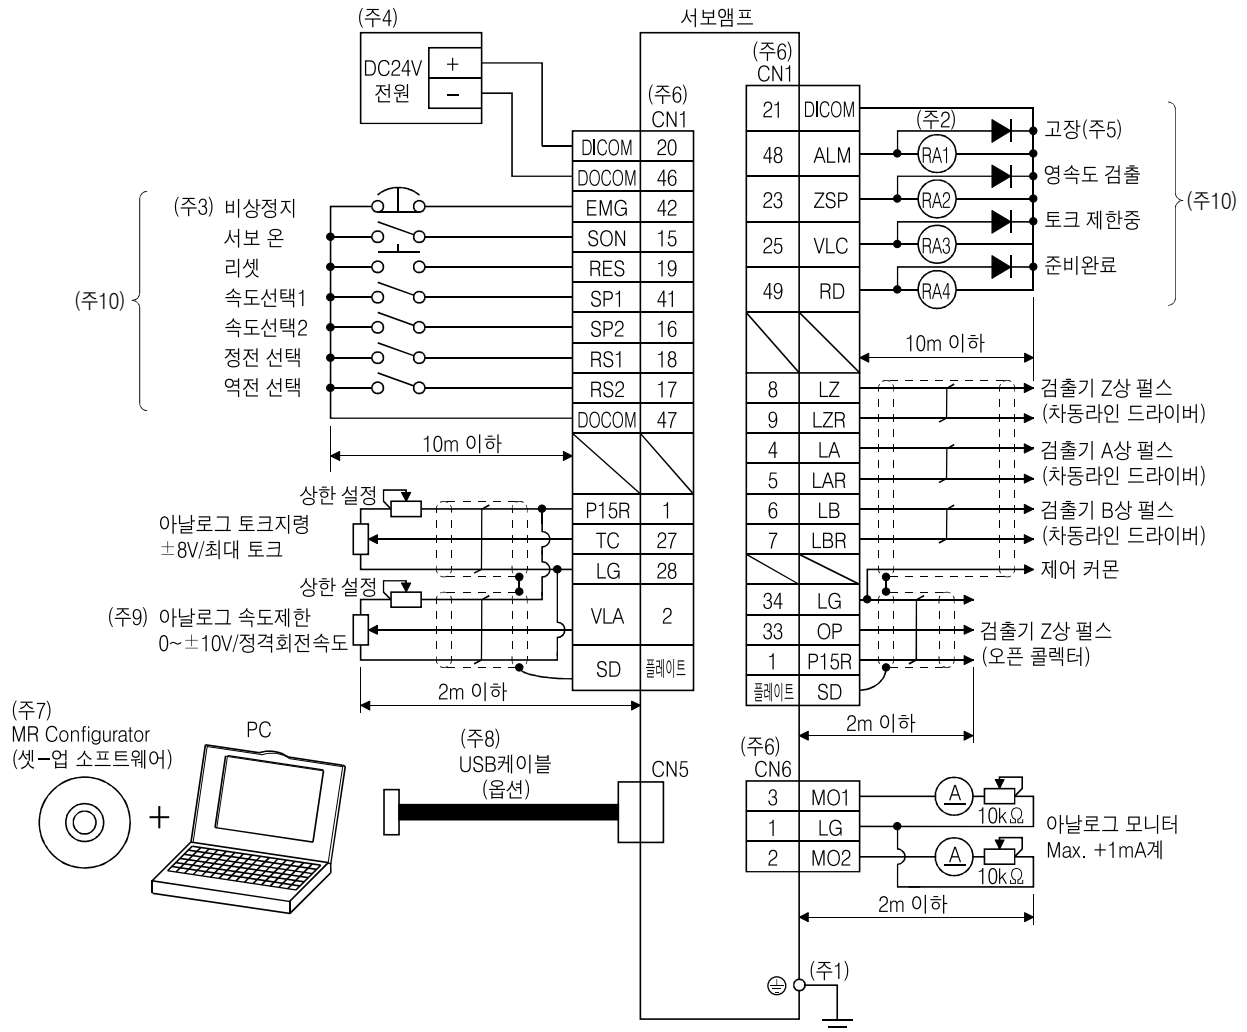 서보앰프
(주4)
DC24V
전원
+
−
(주6)
CN1
DICOM 20
DOCOM 46
(주3) 비상정지 EMG 42
서보 온 SON 15
리셋 RES 19
속도선택1 SP1 41
속도선택2 SP2 16
정전 선택 RS1 18
역전 선택 RS2 17
DOCOM 47
(주10)
10m 이하
상한 설정
P15R 1
아날로그 토크지령
±8V/최대 토크
TC 27
LG 28
상한 설정
(주9) 아날로그 속도제한
0~±10V/정격회전속도
VLA 2
SD 플레이트
2m 이하
(주7)
MR Configurator
(셋-업 소프트웨어)
+
PC
(주8)
USB케이블
(옵션)
CN5
(주6)
CN1
21 DICOM
(주2)
48 ALM RA1 고장(주5)
23 ZSP RA2 영속도 검출
25 VLC RA3 토크 제한중
49 RD RA4 준비완료
(주10)
10m 이하
8 LZ 검출기 Z상 펄스
9 LZR (차동라인 드라이버)
4 LA 검출기 A상 펄스
5 LAR (차동라인 드라이버)
6 LB 검출기 B상 펄스
7 LBR (차동라인 드라이버)
제어 커몬
34 LG
33 OP 검출기 Z상 펄스
1 P15R (오픈 콜렉터)
플레이트 SD
2m 이하
(주6)
CN6
3 MO1 A 10kΩ
1 LG
2 MO2 A 10kΩ
아날로그 모니터
Max. +1mA계
2m 이하
(주1)